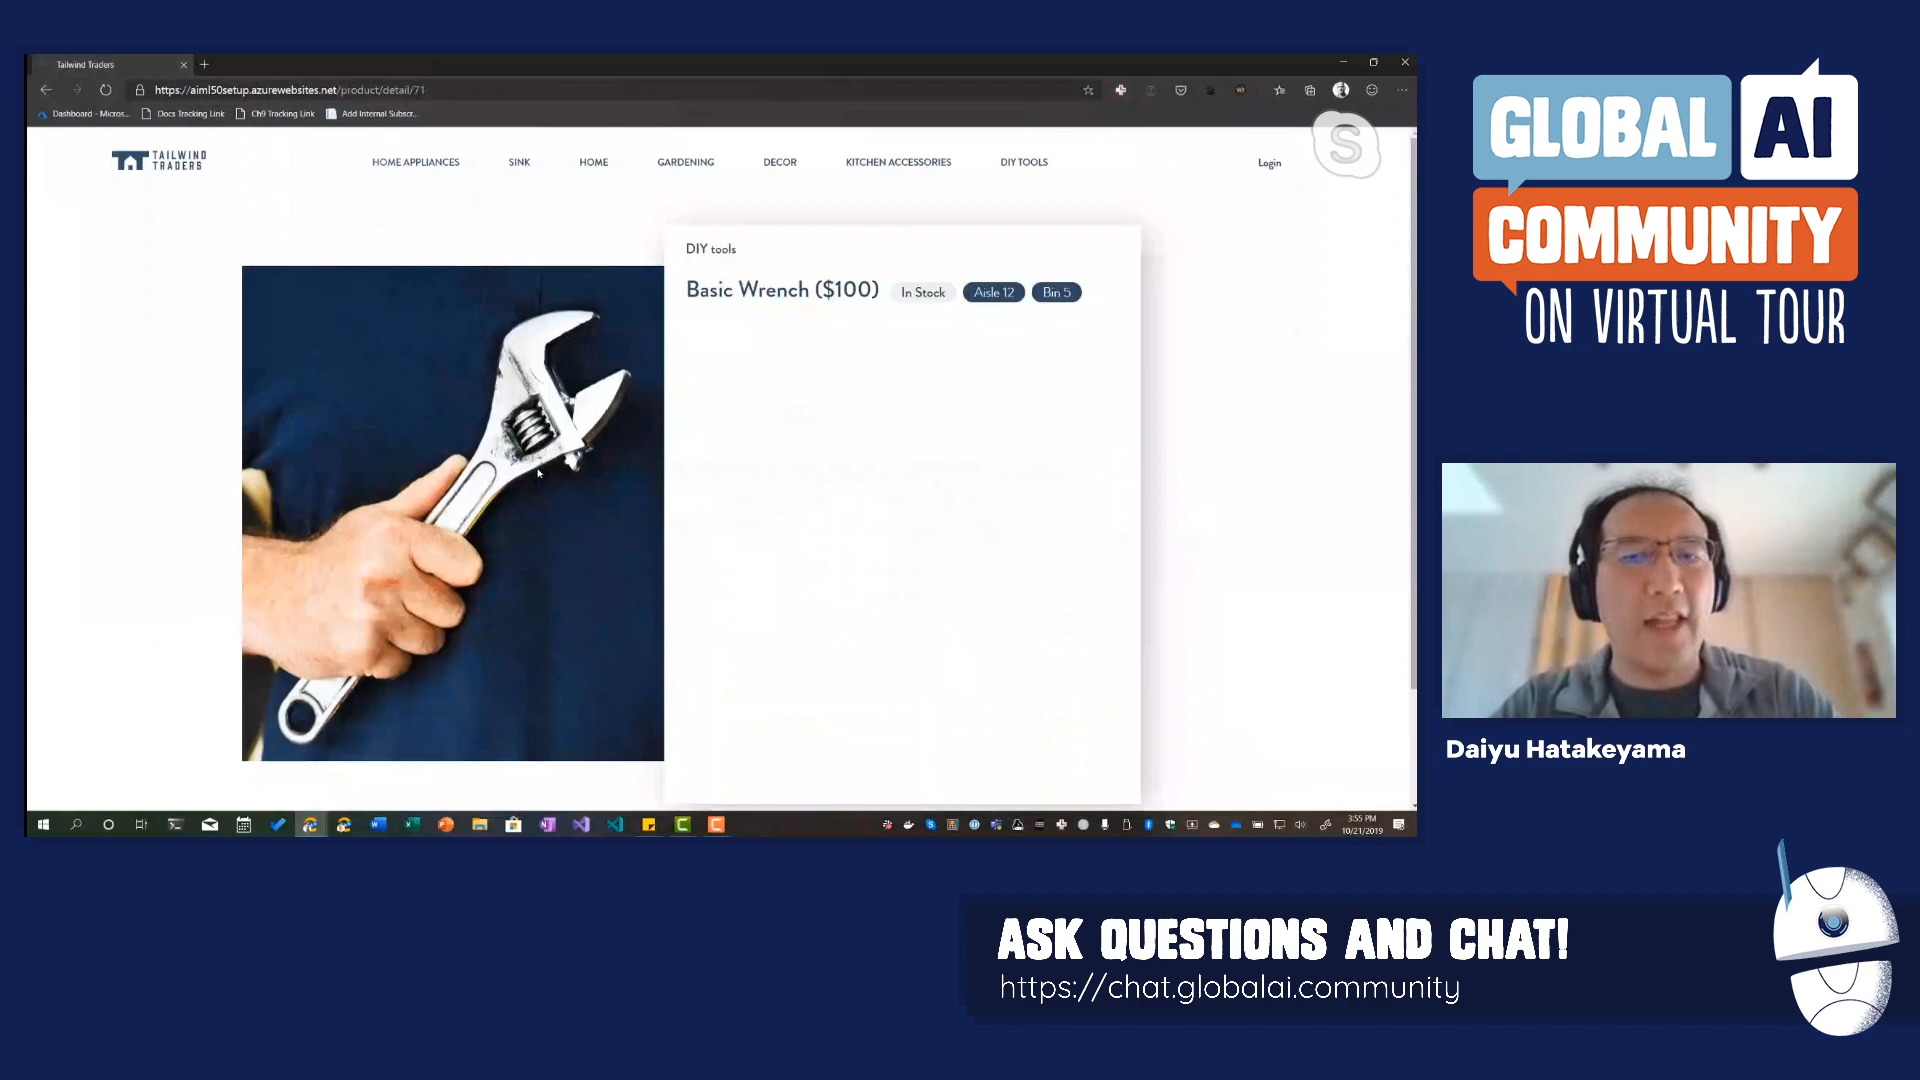 Tailwind Traders
https://aiml50setup.azurewebsites.net/product/detail/71
Dashboard - Micros... Docs Tracking Link Ch9 Tracking Link Add Internal Subscr...
TAILWIND
TRADERS
HOME APPLIANCES SINK HOME GARDENING DECOR KITCHEN ACCESSORIES DIY TOOLS
Login
S
DIY tools
Basic Wrench ($100) In Stock Aisle 12 Bin 5
3:55 PM
10/21/2019
GLOBAL AI
COMMUNITY
ON VIRTUAL TOUR
Daiyu Hatakeyama
ASK QUESTIONS AND CHAT!
https://chat.globalai.community